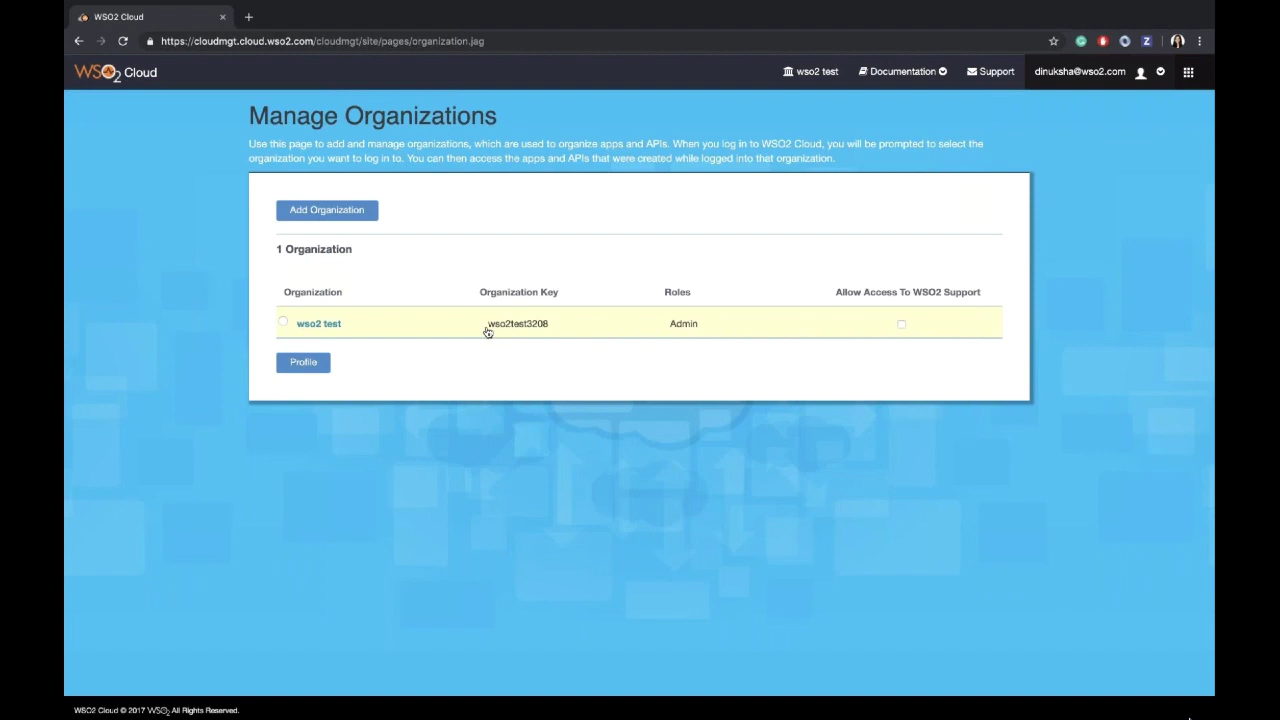 WSO2 Cloud
https://cloudmgt.cloud.wso2.com/cloudmgt/site/pages/organization.jag
Z
WSO2 Cloud
wso2 test
Documentation
Support
dinuksha@wso2.com
Manage Organizations
Use this page to add and manage organizations, which are used to organize apps and APIs. When you log in to WSO2 Cloud, you will be prompted to select the
organization you want to log in to. You can then access the apps and APIs that were created while logged into that organization.
Add Organization
1 Organization
Organization Organization Key Roles Allow Access To WSO2 Support
wso2 test wso2test3208 Admin
Profile
WSO2 Cloud © 2017 WSO2 All Rights Reserved.